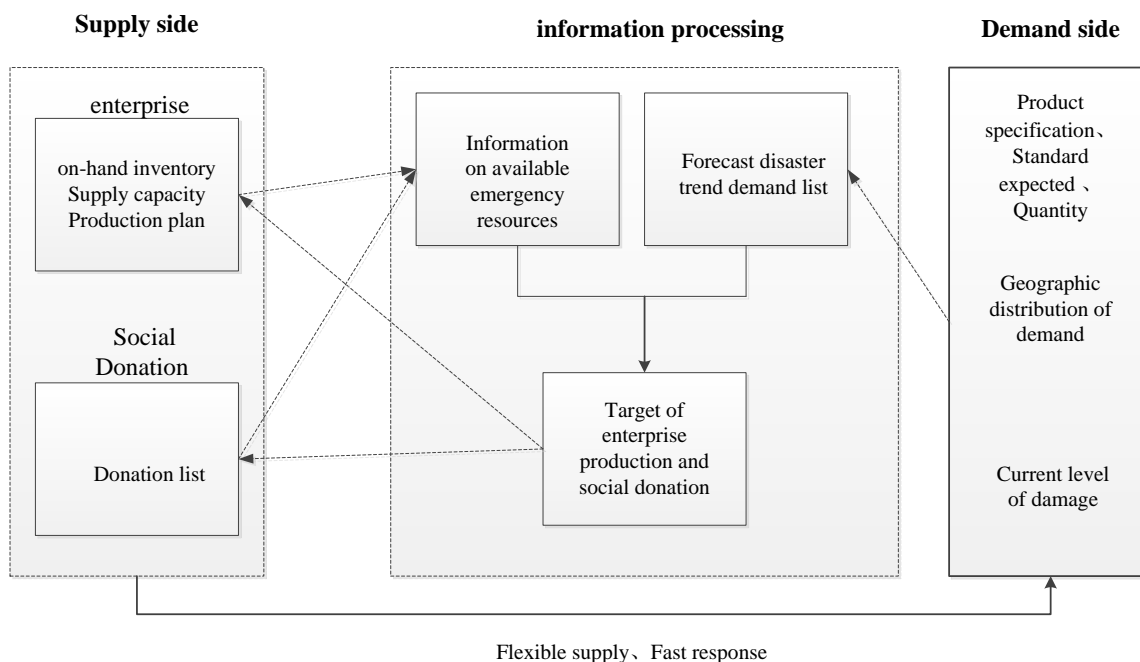 Supply side
information processing
Demand side
enterprise
on-hand inventory
Supply capacity
Production plan
Social
Donation
Donation list
Information
on available
emergency
resources
Forecast disaster
trend demand list
Target of
enterprise
production and
social donation
Product
specification、
Standard
expected 、
Quantity
Geographic
distribution of
demand
Current level
of damage
Flexible supply、Fast response